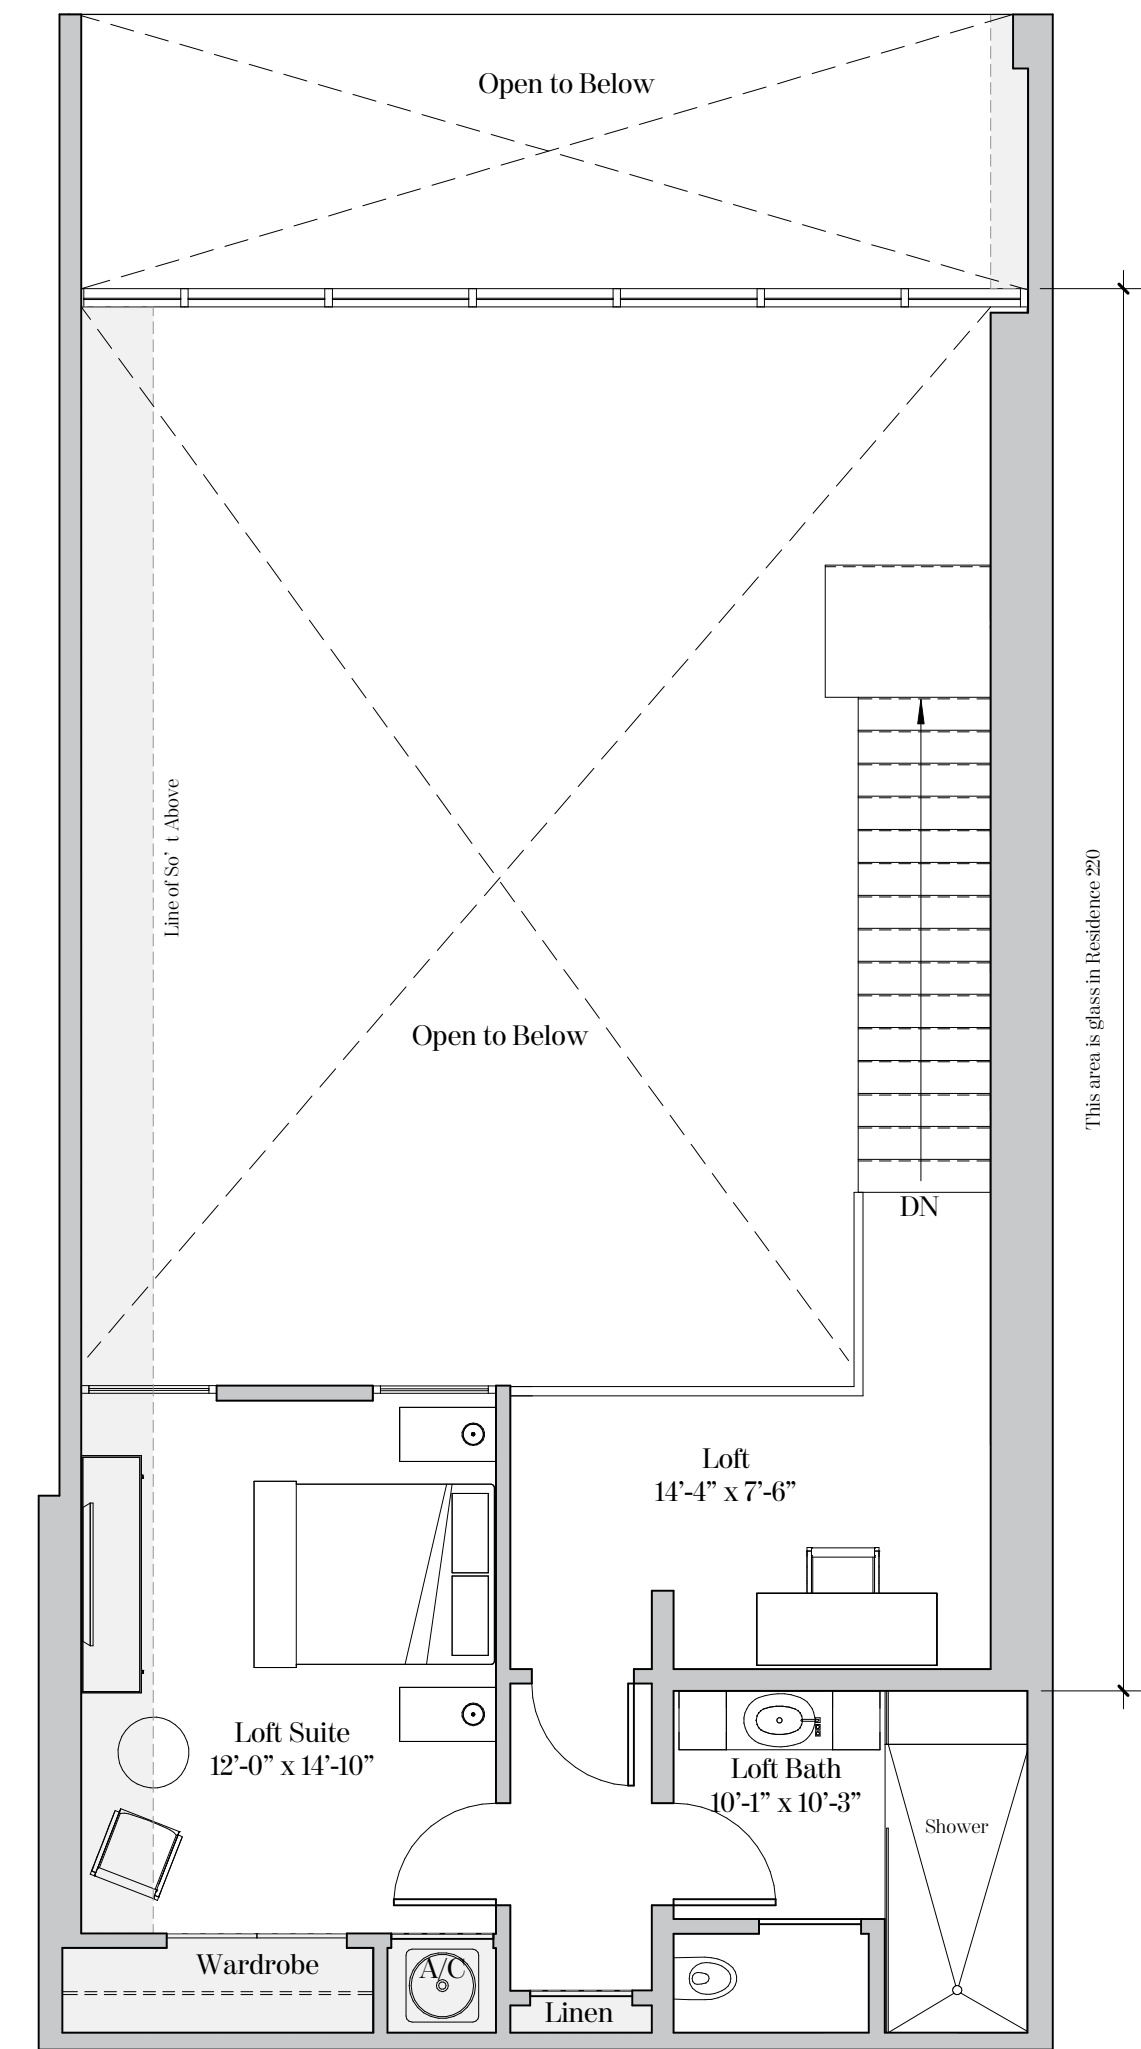 Open to Below
Line of So’ t Above
Open to Below
This area is glass in Residence 220
DN
Loft
14’-4” x 7’-6”
Loft Suite
12’-0” x 14’-10”
Loft Bath
10’-1” x 10’-3”
Shower
Wardrobe
A/C
Linen